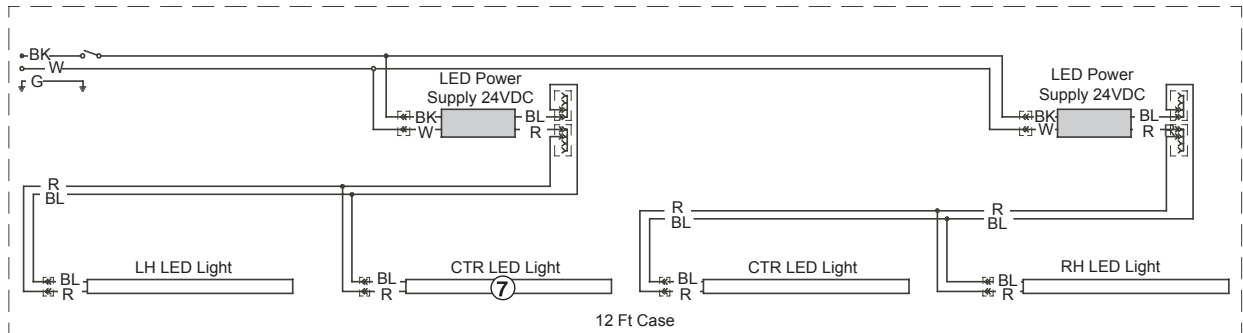 BK
W
G
LED Power
Supply 24VDC
BK
W
BL
R
LED Power
Supply 24VDC
BK
W
BL
R
R
R
BL
R
BL
R
BL
LH LED Light
BL
R
CTR LED Light
BL
R
7
CTR LED Light
BL
R
RH LED Light
BL
R
12 Ft Case